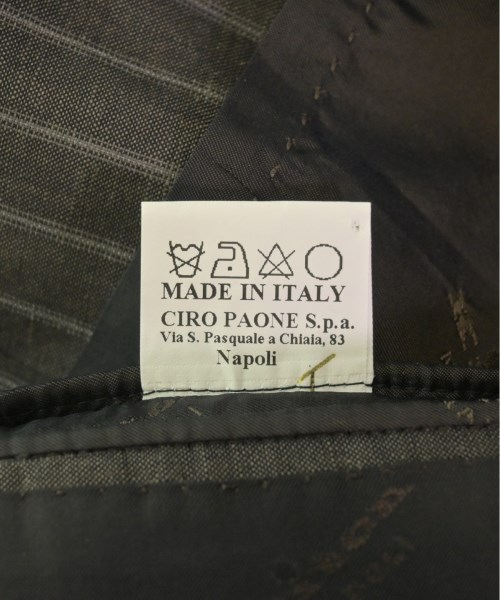 MADE IN ITALY
CIRO PAONE S.p.a.
Via S. Pasquale a Chiaia, 83
Napoli